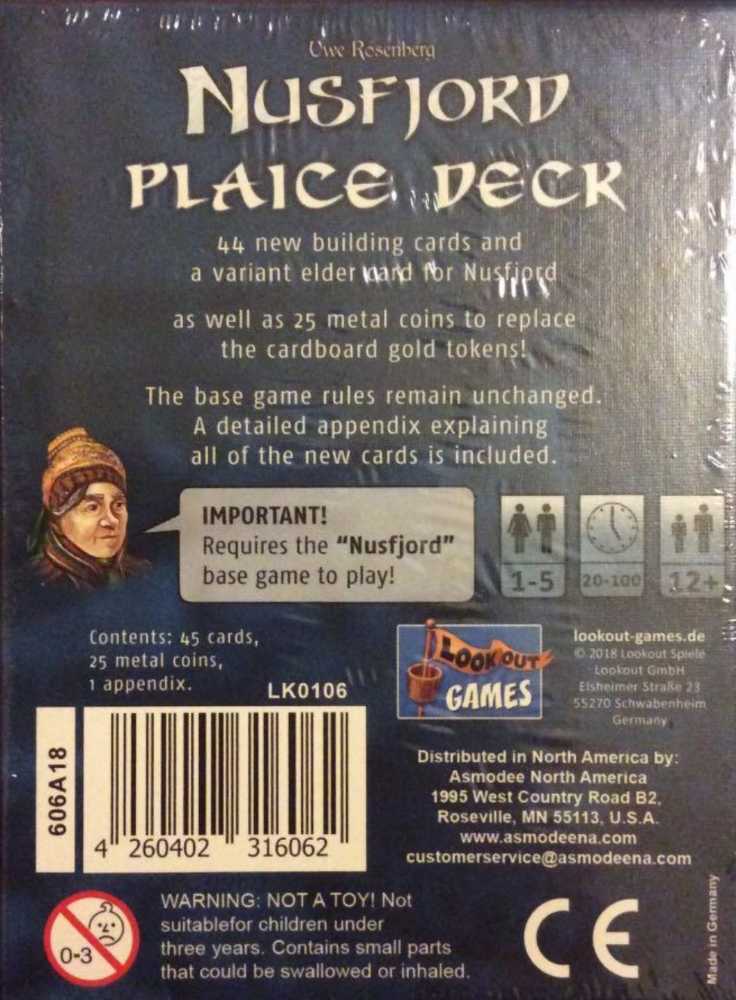 Uwe Rosenberg
NUSFJORD
PLAICE DECK
44 new building cards and
a variant elder card for Nusfjord
as well as 25 metal coins to replace
the cardboard gold tokens!
The base game rules remain unchanged.
A detailed appendix explaining
all of the new cards is included.
IMPORTANT!
Requires the "Nusfjord"
base game to play!
1-5
20-100
12+
Contents: 45 cards,
25 metal coins,
1 appendix.
LK0106
LOOKOUT
GAMES
lookout-games.de
© 2018 Lookout Spiele
Lookout GmbH
Elsheimer Straße 23
55270 Schwabenheim
Germany
606A18
4 260402 316062
Distributed in North America by:
Asmodee North America
1995 West Country Road B2,
Roseville, MN 55113, U.S.A.
www.asmodeena.com
customerservice@asmodeena.com
0-3
WARNING: NOT A TOY! Not
suitablefor children under
three years. Contains small parts
that could be swallowed or inhaled.
CE
Made in Germany